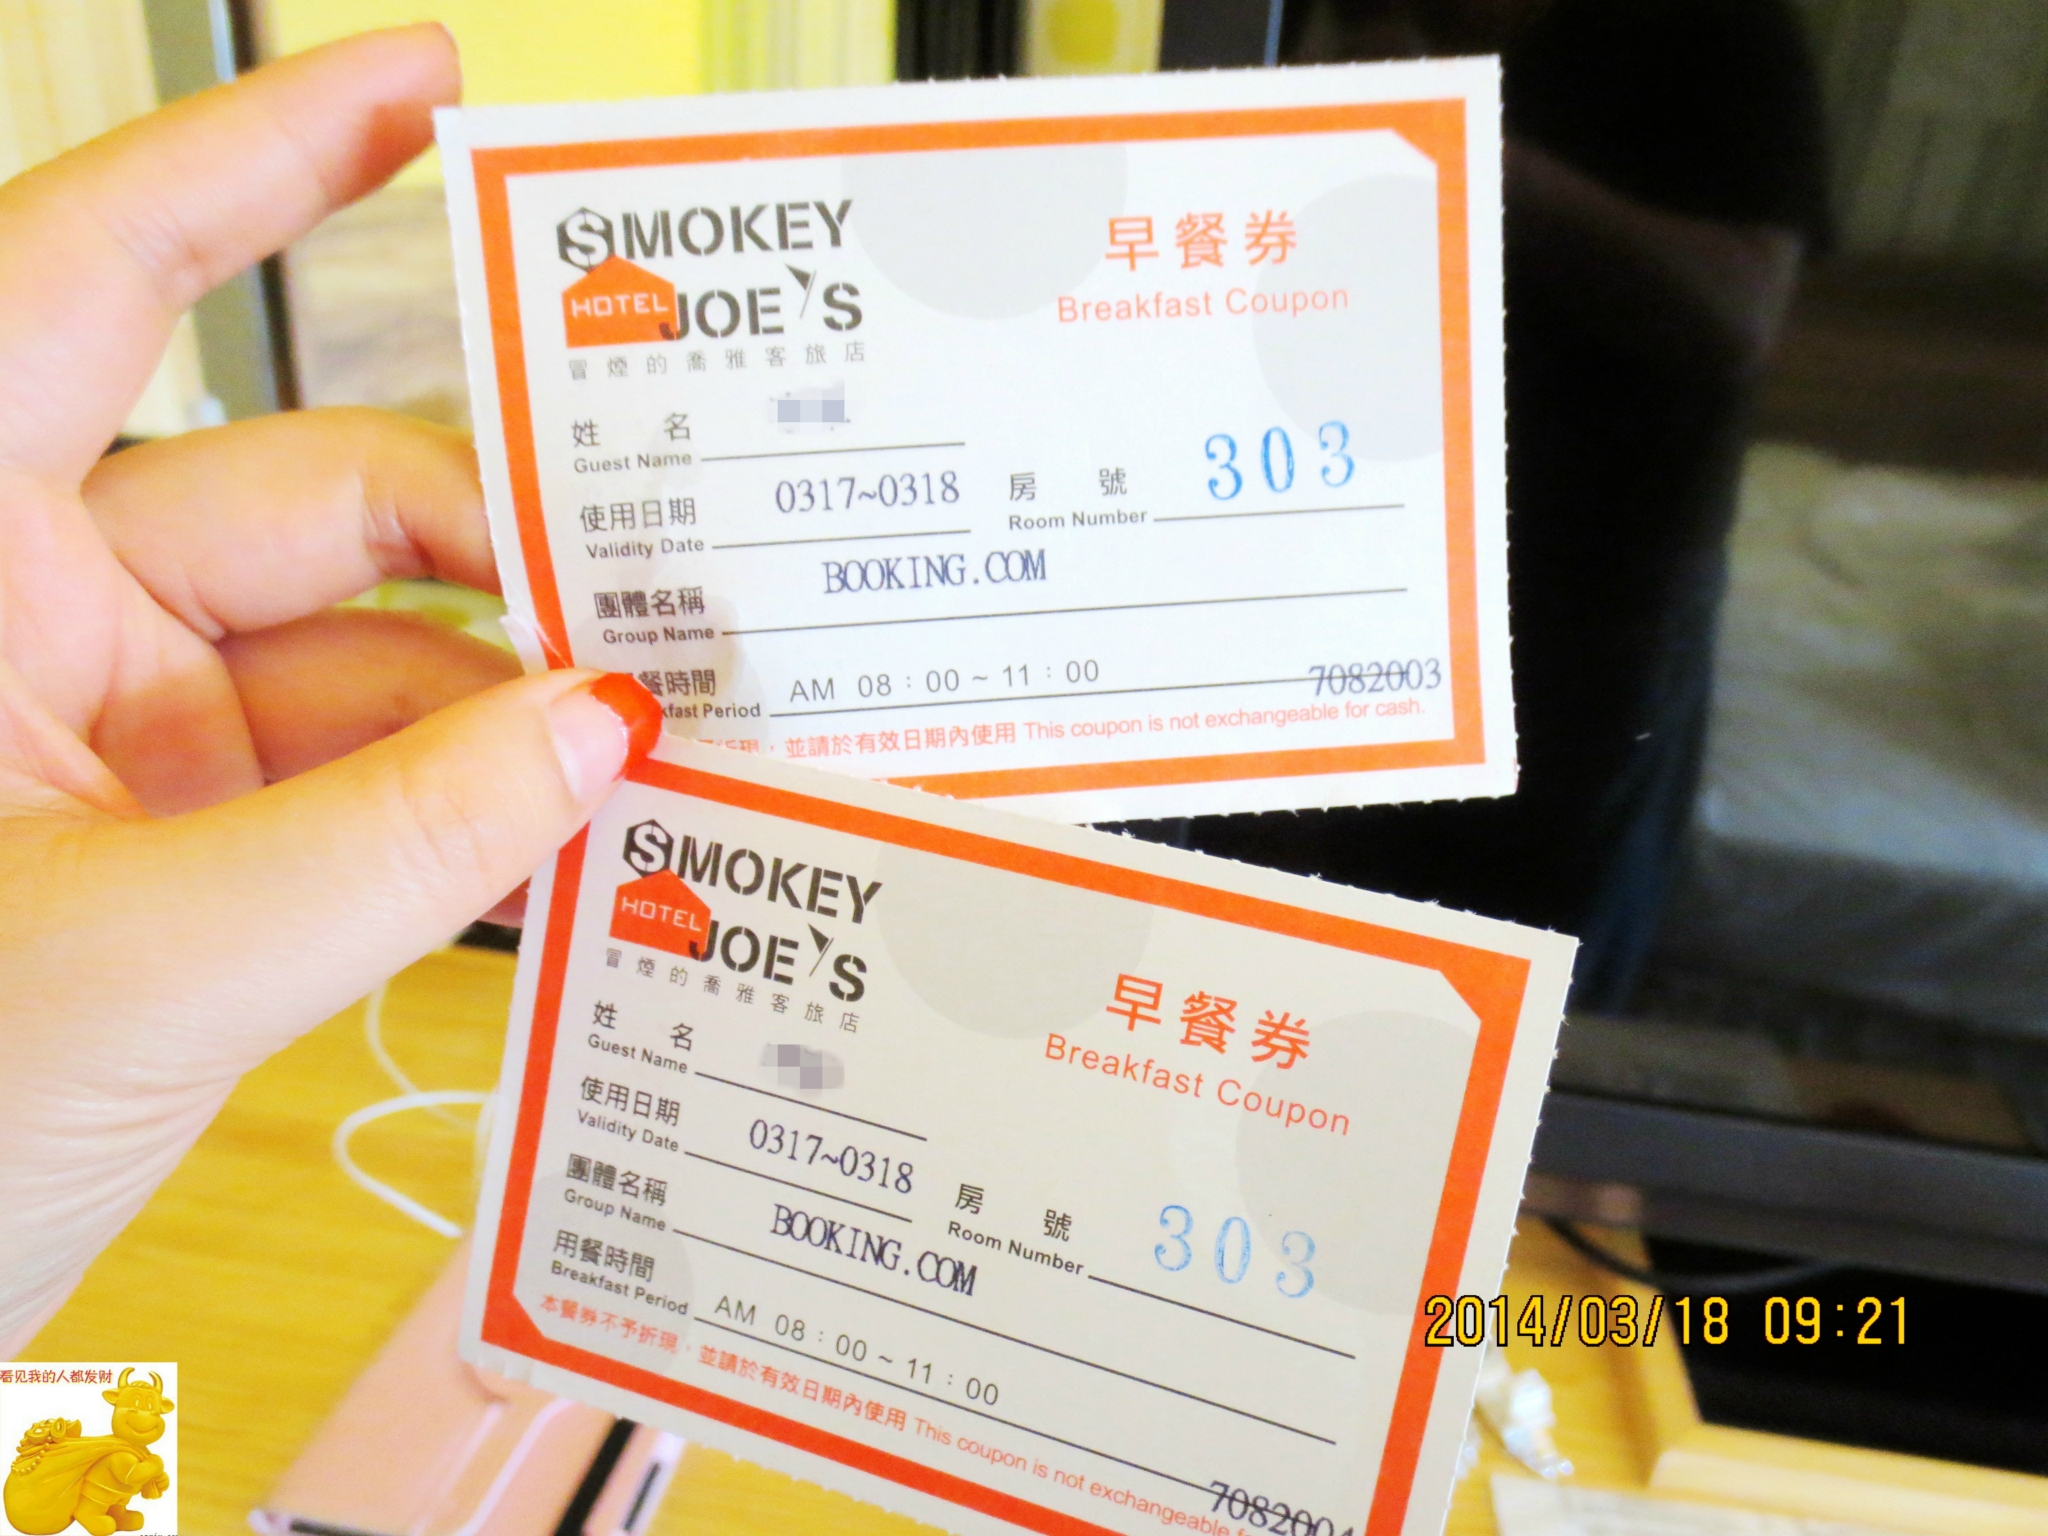 SMOKEY
HOTEL JOE'S
冒煙的喬雅客旅店
早餐券
Breakfast Coupon
姓 名
Guest Name
使用日期 0317~0318
Validity Date
房 號 303
Room Number
團體名稱 BOOKING.COM
Group Name
餐時間 AM 08:00~11:00
kfast Period
7082003
折現,並請於有效日期內使用 This coupon is not exchangeable for cash.
SMOKEY
HOTEL JOE'S
冒煙的喬雅客旅店
早餐券
Breakfast Coupon
姓 名
Guest Name
使用日期 0317~0318
Validity Date
房 號 303
Room Number
團體名稱 BOOKING.COM
Group Name
用餐時間 AM 08:00~11:00
Breakfast Period
本餐券不予折現,並請於有效日期內使用 This coupon is not exchangeable
7082004
2014/03/18 09:21
看见我的人都发财